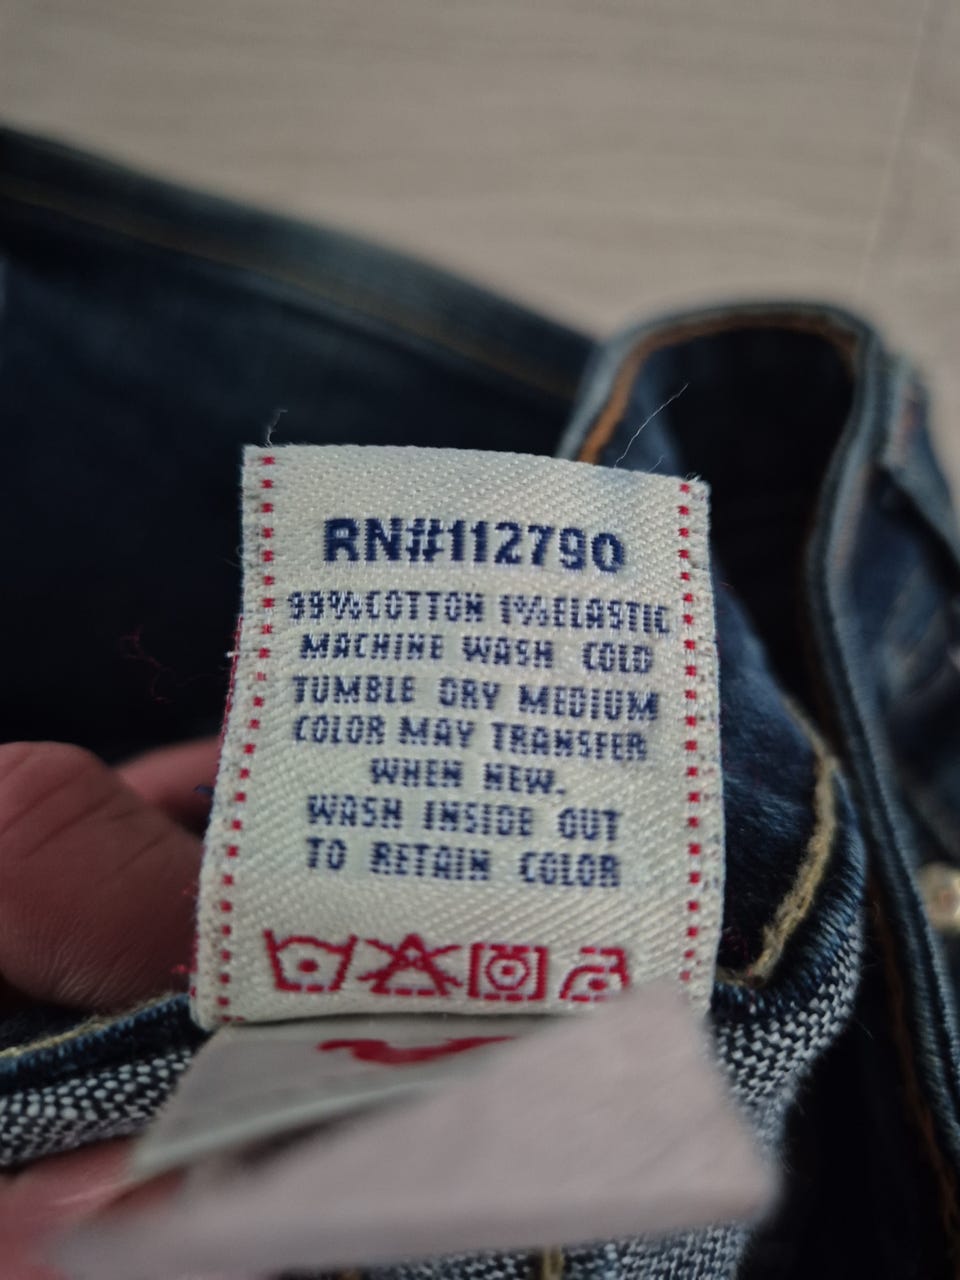 RN#112790
99%COTTON 1%ELASTIC
MACHINE WASH COLD
TUMBLE DRY MEDIUM
COLOR MAY TRANSFER
WHEN NEW.
WASH INSIDE OUT
TO RETAIN COLOR